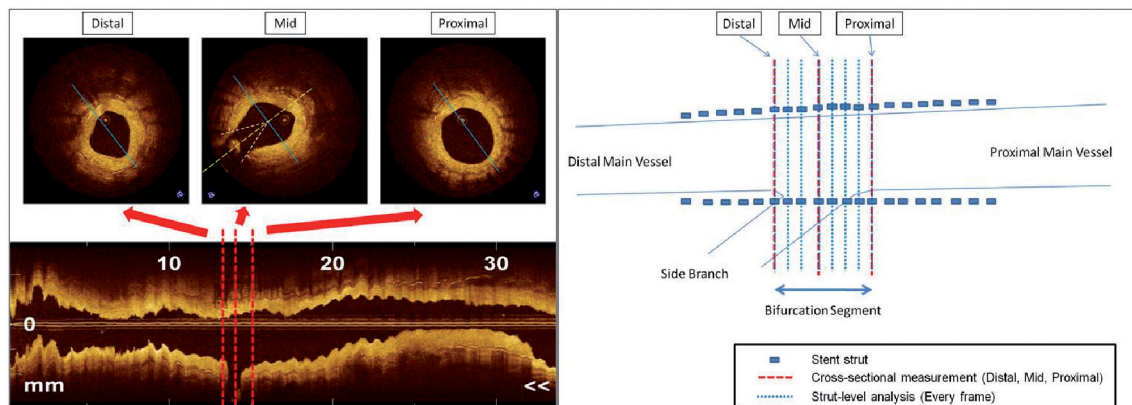 Distal
Mid
Proximal
10
20
30
0
mm
<<
Distal
Mid
Proximal
Distal Main Vessel
Proximal Main Vessel
Side Branch
Bifurcation Segment
Stent strut
Cross-sectional measurement (Distal, Mid, Proximal)
Strut-level analysis (Every frame)